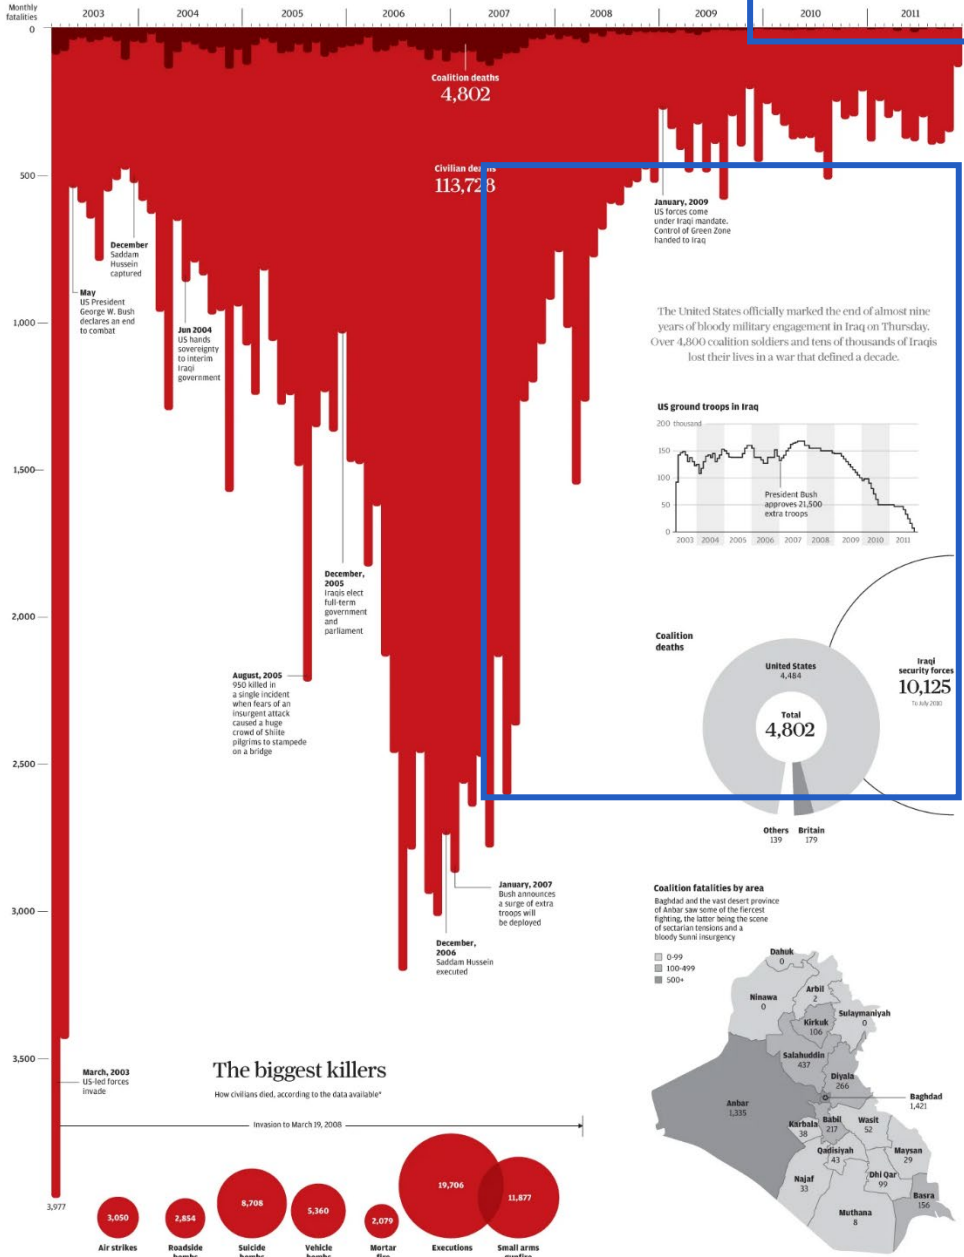 Monthly
fatalities
2003
2004
2005
2006
2007
2008
2009
2010
2011
0
500
1,000
1,500
2,000
2,500
3,000
3,500
Coalition deaths
4,802
Civilian deaths
113,728
May
US President
George W. Bush
declares an end
to combat
December
Saddam
Hussein
captured
Jun 2004
US hands
sovereignty
to interim
Iraqi
government
August, 2005
950 killed in
a single incident
when fears of an
insurgent attack
caused a huge
crowd of Shiite
pilgrims to stampede
on a bridge
December,
2005
Iraqis elect
full-term
government
and
parliament
December,
2006
Saddam Hussein
executed
January, 2007
Bush announces
a surge of extra
troops will
be deployed
January, 2009
US forces come
under Iraqi mandate.
Control of Green Zone
handed to Iraq
The United States officially marked the end of almost nine
years of bloody military engagement in Iraq on Thursday.
Over 4,800 coalition soldiers and tens of thousands of Iraqis
lost their lives in a war that defined a decade.
US ground troops in Iraq
200 thousand
150
100
50
0
President Bush
approves 21,500
extra troops
2003 2004 2005 2006 2007 2008 2009 2010 2011
Coalition
deaths
United States
4,484
Total
4,802
Others
139
Britain
179
Iraqi
security forces
10,125
To July 2010
Coalition fatalities by area
Baghdad and the vast desert province
of Anbar saw some of the fiercest
fighting, the latter being the scene
of sectarian tensions and a
bloody Sunni insurgency
0-99
100-499
500+
Dahuk
0
Ninawa
0
Arbil
2
Sulaymaniyah
0
Kirkuk
106
Salahuddin
437
Diyala
266
Anbar
1,335
Baghdad
1,421
Karbala
38
Babil
217
Wasit
52
Qadisiyah
43
Maysan
29
Najaf
33
Dhi Qar
99
Basra
156
Muthana
8
March, 2003
US-led forces
invade
3,977
The biggest killers
How civilians died, according to the data available*
Invasion to March 19, 2008
3,050
Air strikes
2,854
Roadside
bombs
8,708
Suicide
bombs
5,360
Vehicle
bombs
2,079
Mortar
fire
19,706
Executions
11,877
Small arms
gunfire